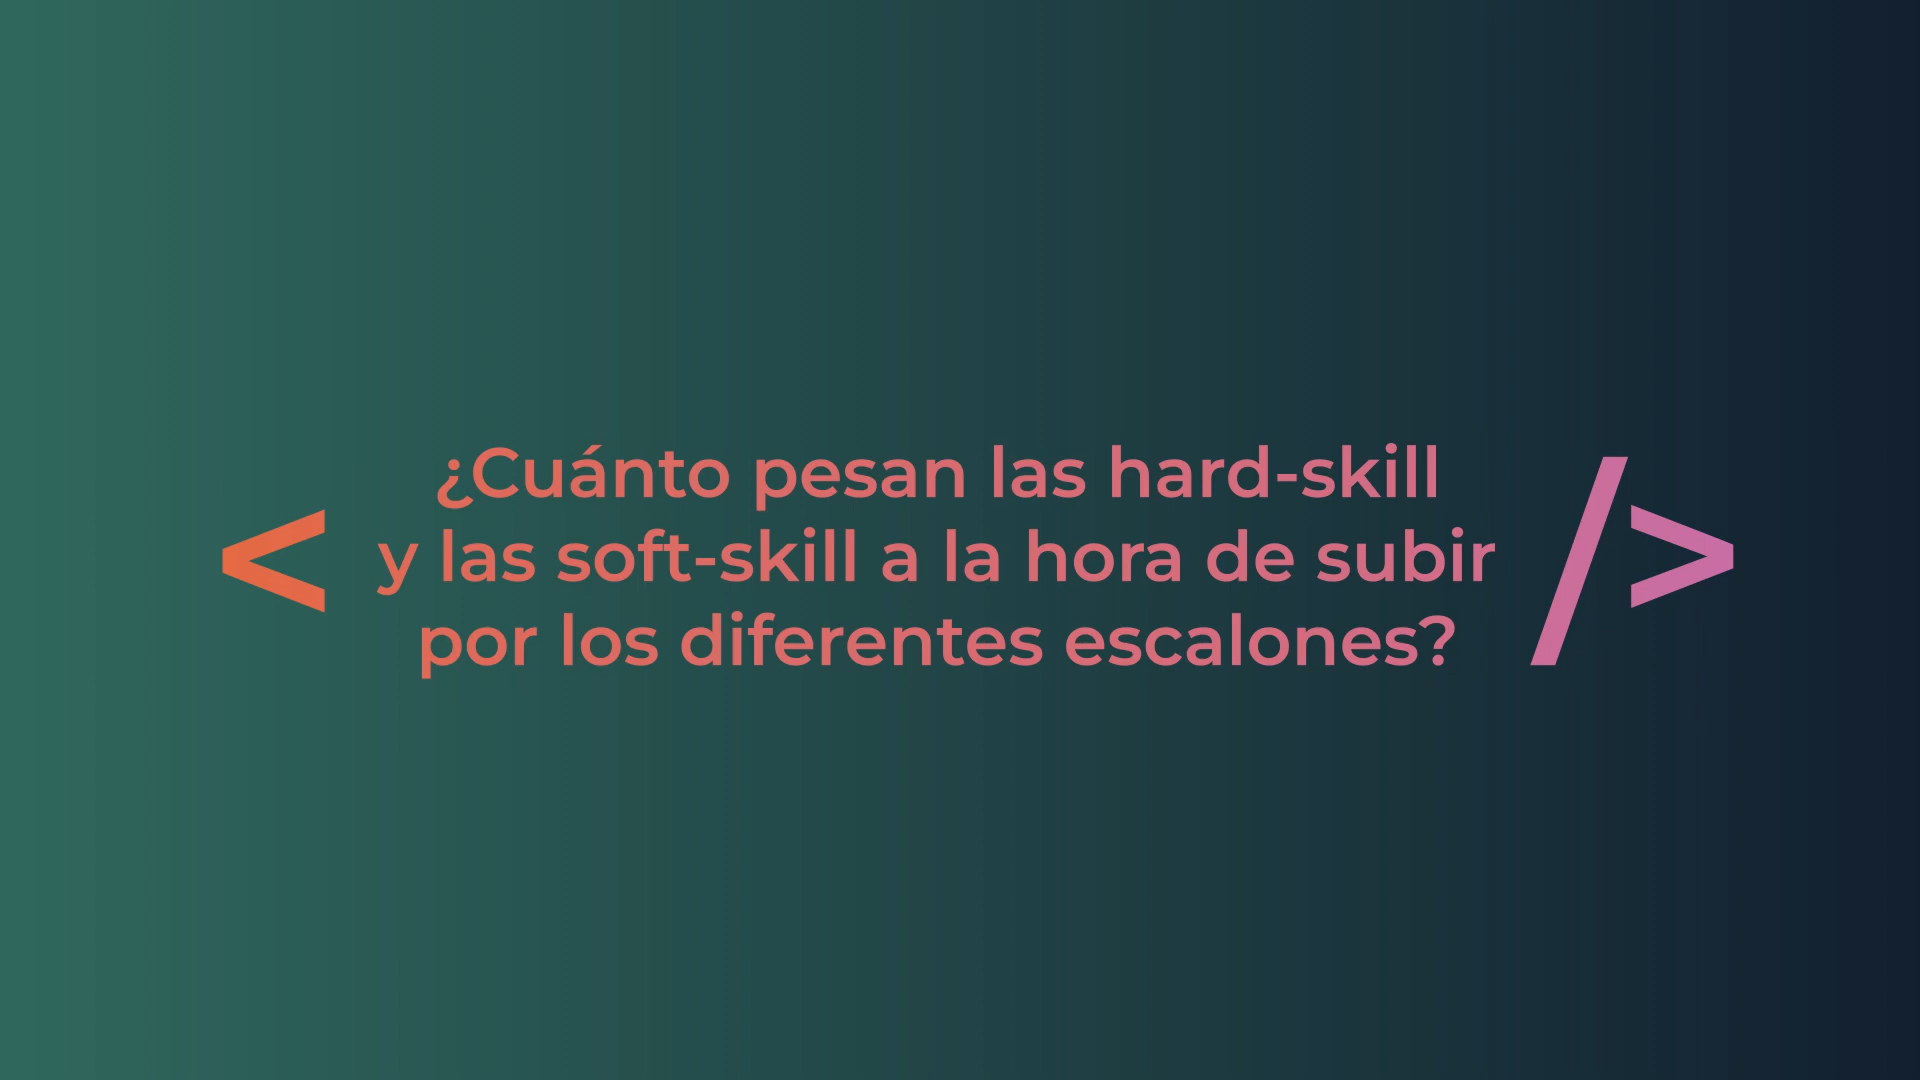 ¿Cuánto pesan las hard-skill
< y las soft-skill a la hora de subir />
por los diferentes escalones?